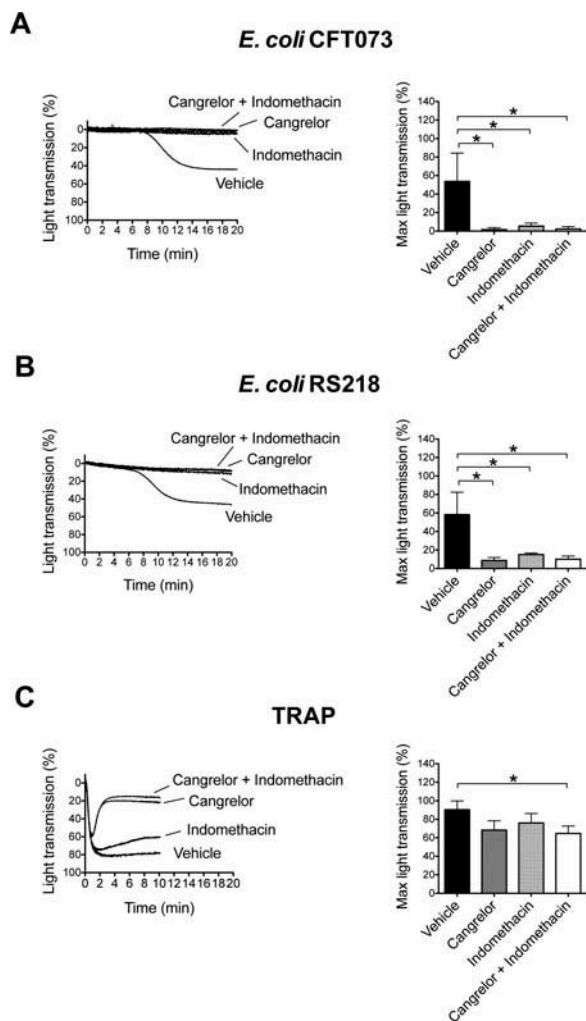 A
E. coli CFT073
Light transmission (%)
0
20
40
60
80
100
0 2 4 6 8 10 12 14 16 18 20
Time (min)
Cangrelor + Indomethacin
Cangrelor
Indomethacin
Vehicle
Max light transmission (%)
140
120
100
80
60
40
20
0
*
*
*
Vehicle
Cangrelor
Indomethacin
Cangrelor + Indomethacin
B
E. coli RS218
Light transmission (%)
0
20
40
60
80
100
0 2 4 6 8 10 12 14 16 18 20
Time (min)
Cangrelor + Indomethacin
Cangrelor
Indomethacin
Vehicle
Max light transmission (%)
140
120
100
80
60
40
20
0
*
*
*
Vehicle
Cangrelor
Indomethacin
Cangrelor + Indomethacin
C
TRAP
Light transmission (%)
0
20
40
60
80
100
0 2 4 6 8 10 12 14 16 18 20
Time (min)
Cangrelor + Indomethacin
Cangrelor
Indomethacin
Vehicle
Max light transmission (%)
140
120
100
80
60
40
20
0
*
Vehicle
Cangrelor
Indomethacin
Cangrelor + Indomethacin